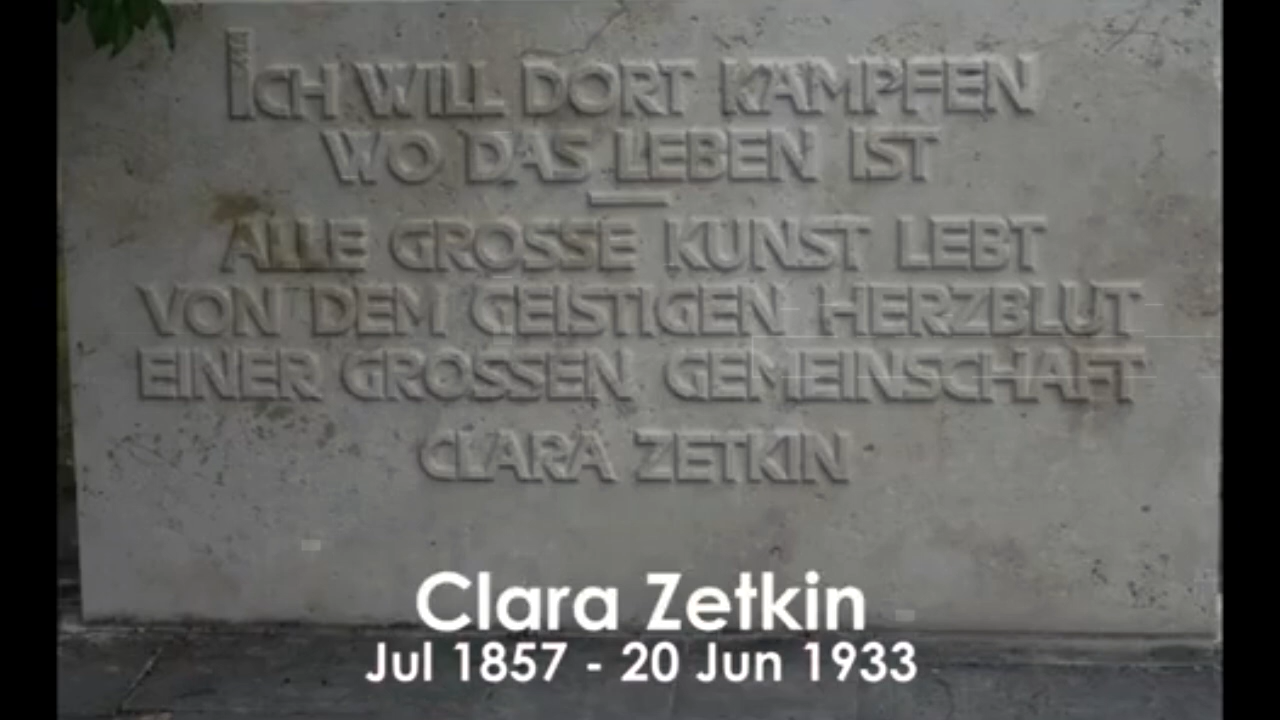 ICH WILL DORT KÄMPFEN
WO DAS LEBEN IST
ALLE GROSSE KUNST LEBT
VON DEM GEISTIGEN HERZBLUT
EINER GROSSEN GEMEINSCHAFT
CLARA ZETKIN
Clara Zetkin
Jul 1857 - 20 Jun 1933